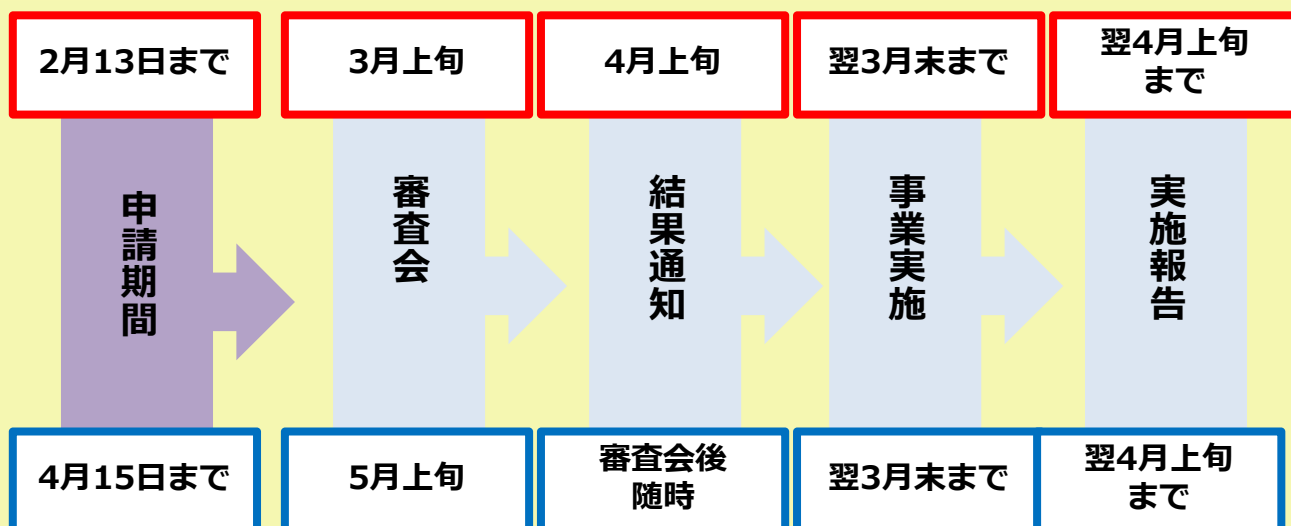 2月13日まで
3月上旬
4月上旬
翌3月末まで
翌4月上旬
まで
申請期間
審査会
結果通知
事業実施
実施報告
4月15日まで
5月上旬
審査会後
随時
翌3月末まで
翌4月上旬
まで